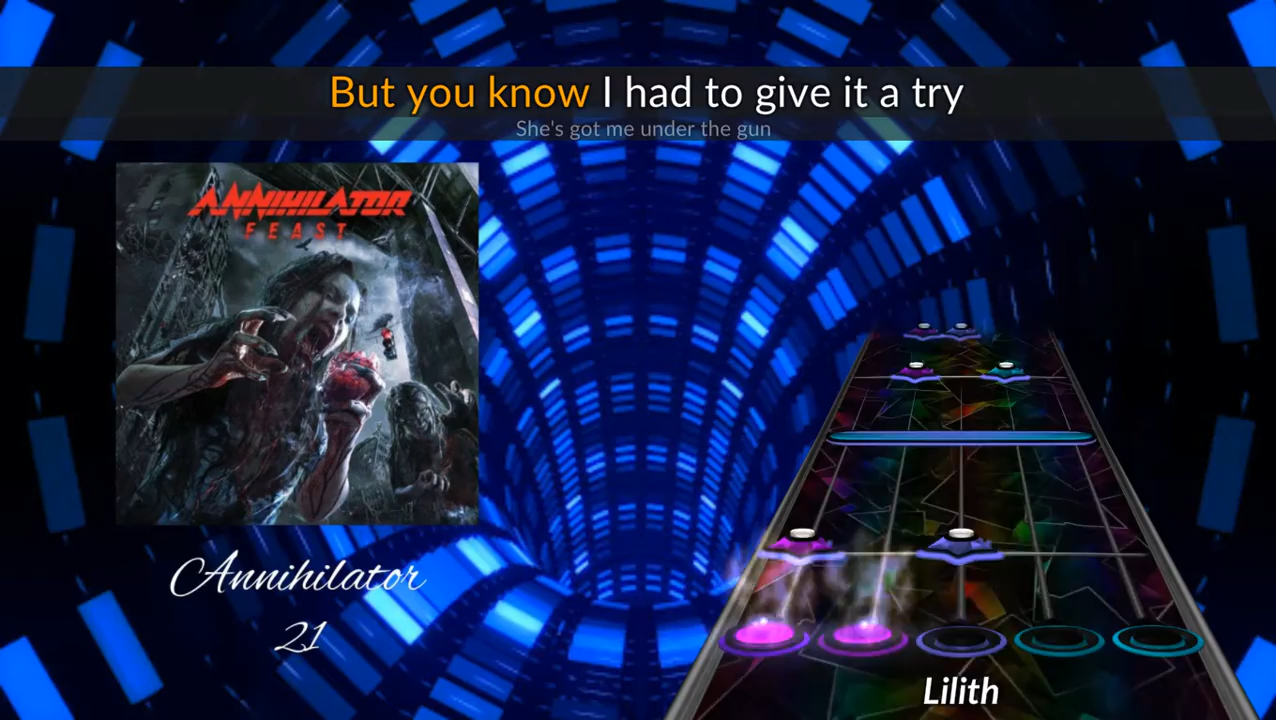 But you know I had to give it a try
She's got me under the gun
ANNIHILATOR
FEAST
Annihilator
21
Lilith